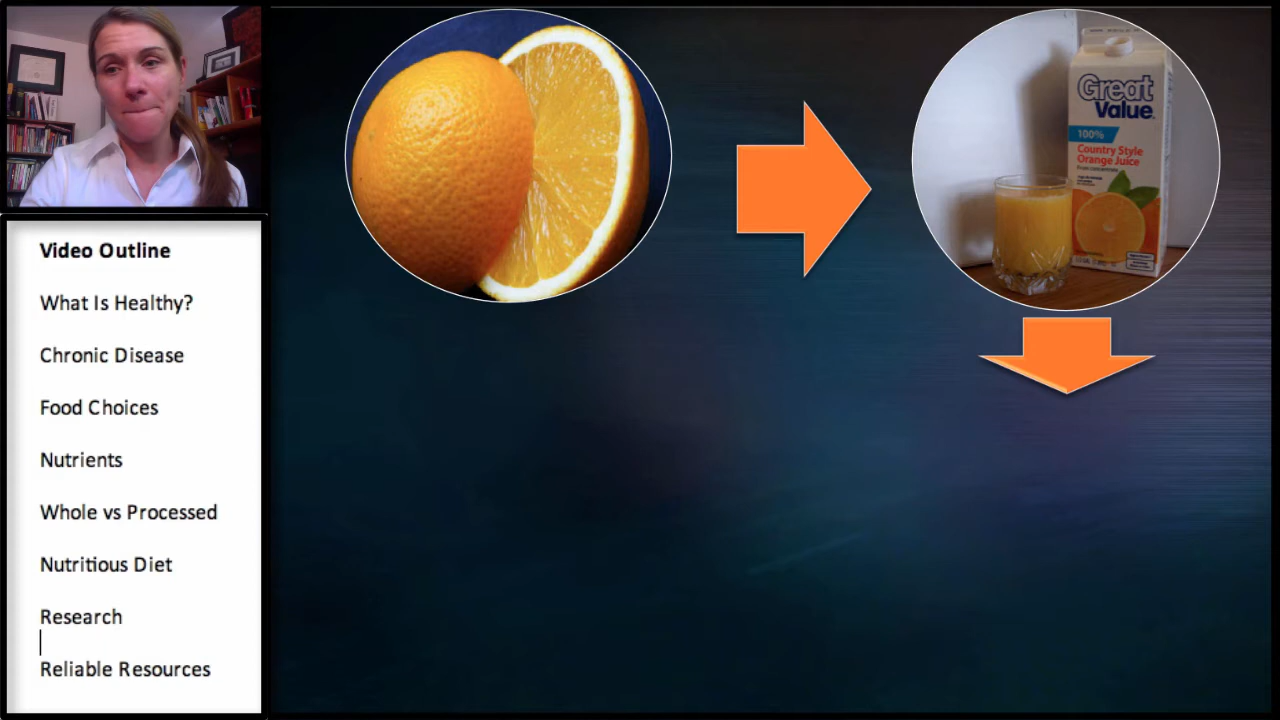 Video Outline
What Is Healthy?
Chronic Disease
Food Choices
Nutrients
Whole vs Processed
Nutritious Diet
Research
Reliable Resources
Great
Value
100%
Country Style
Orange Juice